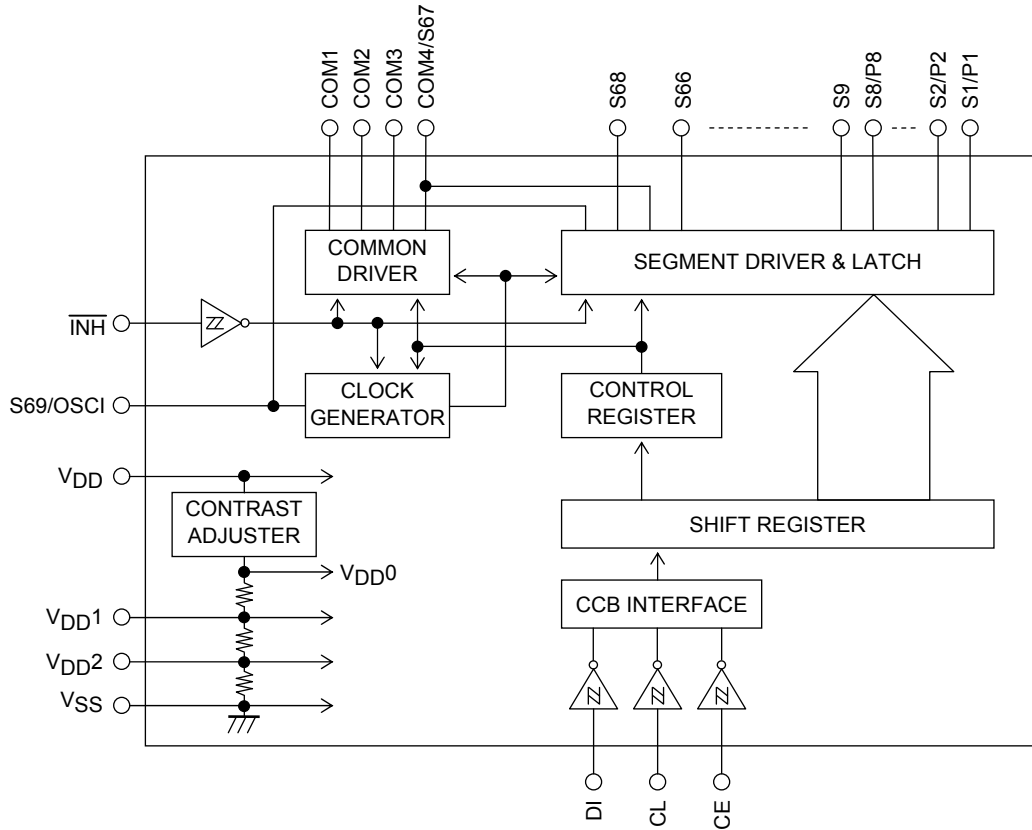 COM1
COM2
COM3
COM4/S67
S68
S66
S9
S8/P8
S2/P2
S1/P1
COMMON
DRIVER
SEGMENT DRIVER & LATCH
INH
S69/OSCI
CLOCK
GENERATOR
CONTROL
REGISTER
VDD
CONTRAST
ADJUSTER
SHIFT REGISTER
VDD0
CCB INTERFACE
VDD1
VDD2
VSS
DI
CL
CE